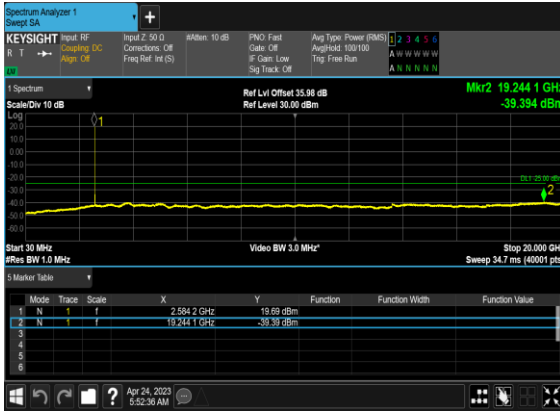 Spectrum Analyzer 1
Swept SA
KEYSIGHT Input: RF Input Z: 50 Ω #Atten: 10 dB PNO: Fast Avg Type: Power (RMS) 1 2 3 4 5 6
R T Coupling: DC Corrections: Off Gate: Off Avg|Hold: 100/100 A W W W W W
Align: Off Freq Ref: Int (S) IF Gain: Low Trig: Free Run
LV Sig Track: Off A N N N N N
1 Spectrum Ref Lvl Offset 35.98 dB Mkr2 19.244 1 GHz
Scale/Div 10 dB Ref Level 30.00 dBm -39.394 dBm
Log
20.0 1
10.0
0.00
-10.0
-20.0 DL1
-30.0 2
-40.0
-50.0
-60.0
Start 30 MHz Video BW 3.0 MHz* Stop 20.000 GHz
#Res BW 1.0 MHz Sweep 34.7 ms (40001 pts)
5 Marker Table
Mode Trace Scale X Y Function Function Width Function Value
1 N 1 f 2.584 2 GHz 19.69 dBm
2 N 1 f 19.244 1 GHz -39.39 dBm
3
4
5
6
? Apr 24, 2023
5:52:36 AM